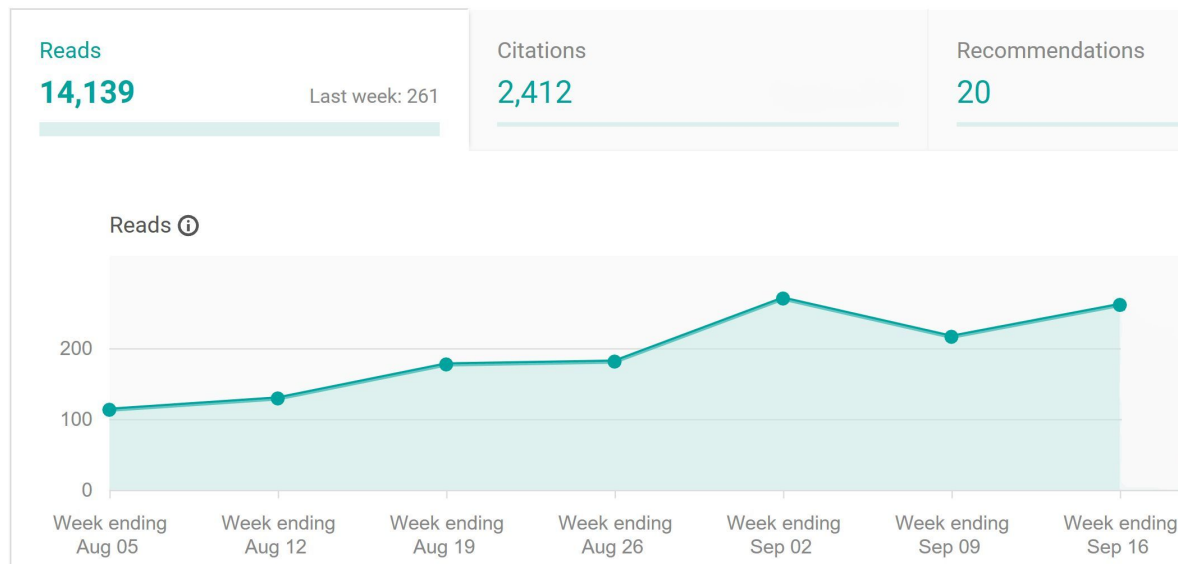 Reads
14,139
Last week: 261
Citations
2,412
Recommendations
20
Reads
200
100
0
Week ending
Aug 05
Week ending
Aug 12
Week ending
Aug 19
Week ending
Aug 26
Week ending
Sep 02
Week ending
Sep 09
Week ending
Sep 16